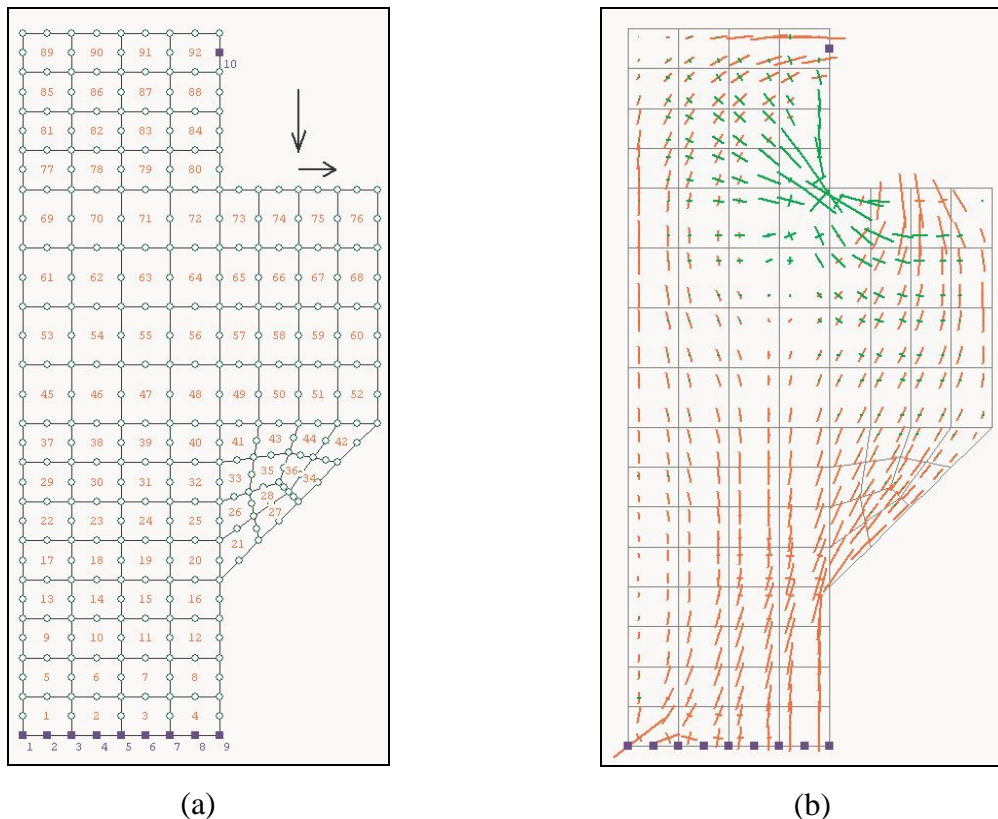 89 90 91 92
10
85 86 87 88
81 82 83 84
77 78 79 80
69 70 71 72 73 74 75 76
61 62 63 64 65 66 67 68
53 54 55 56 57 58 59 60
45 46 47 48 49 50 51 52
37 38 39 40 41 43 44 42
29 30 31 32 33 35 36 34
22 23 24 25 26 28 27
17 18 19 20 21
13 14 15 16
9 10 11 12
5 6 7 8
1 2 3 4
1 2 3 4 5 6 7 8 9
(a)
(b)